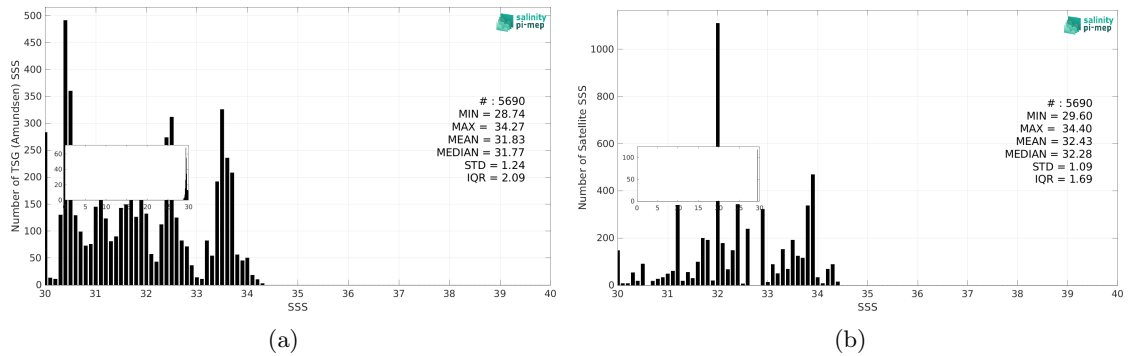 500
450
400
350
300
250
200
150
100
50
0
30 31 32 33 34 35 36 37 38 39 40
SSS
Number of TSG (Amundsen) SSS
salinity
pi-mep
# : 5690
MIN = 28.74
MAX = 34.27
MEAN = 31.83
MEDIAN = 31.77
STD = 1.24
IQR = 2.09
60
40
20
0
5 10 15 20 25 30
(a)
1000
800
600
400
200
0
30 31 32 33 34 35 36 37 38 39 40
SSS
Number of Satellite SSS
salinity
pi-mep
# : 5690
MIN = 29.60
MAX = 34.40
MEAN = 32.43
MEDIAN = 32.28
STD = 1.09
IQR = 1.69
100
50
0
0 5 10 15 20 25 30
(b)